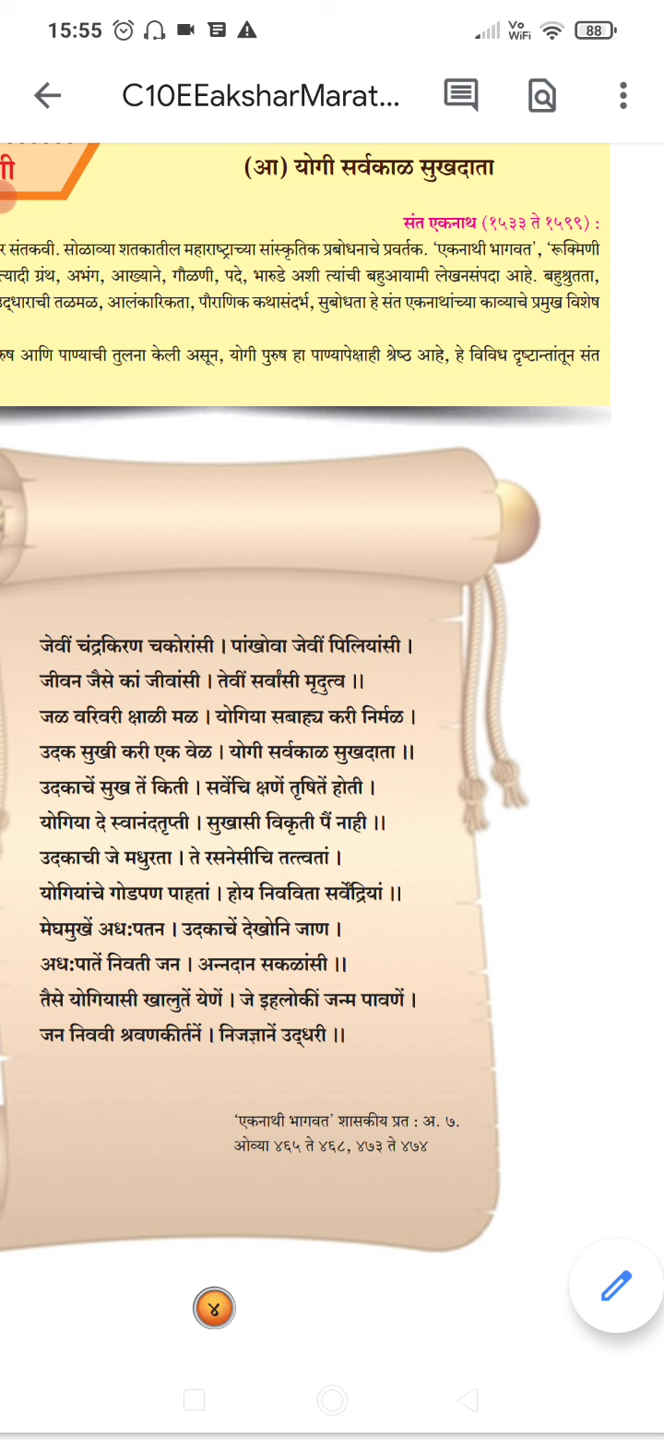 15:55
Vo
WiFi
88
C10EEaksharMarat...
गी
(आ) योगी सर्वकाळ सुखदाता
संत एकनाथ (१५३३ ते १५९९) :
र संतकवी. सोळाव्या शतकातील महाराष्ट्राच्या सांस्कृतिक प्रबोधनाचे प्रवर्तक. ‘एकनाथी भागवत’, ‘रूक्मिणी
त्यादी ग्रंथ, अभंग, आख्याने, गौळणी, पदे, भारुडे अशी त्यांची बहुआयामी लेखनसंपदा आहे. बहुश्रुतता,
उद्धाराची तळमळ, आलंकारिकता, पौराणिक कथासंदर्भ, सुबोधता हे संत एकनाथांच्या काव्याचे प्रमुख विशेष
रुष आणि पाण्याची तुलना केली असून, योगी पुरुष हा पाण्यापेक्षाही श्रेष्ठ आहे, हे विविध दृष्टान्तांतून संत
जेवीं चंद्रकिरण चकोरांसी । पांखोवा जेवीं पिलियांसी ।
जीवन जैसे कां जीवांसी । तेवीं सर्वांसी मृदुत्व ।।
जळ वरिवरी क्षाळी मळ । योगिया सबाह्य करी निर्मळ ।
उदक सुखी करी एक वेळ । योगी सर्वकाळ सुखदाता ।।
उदकाचें सुख तें किती । सवेंचि क्षणें तृषितें होती ।
योगिया दे स्वानंदतृप्ती । सुखासी विकृती पैं नाही ।।
उदकाची जे मधुरता । ते रसनेसीचि तत्त्वतां ।
योगियांचे गोडपण पाहतां । होय निवविता सर्वेंद्रियां ।।
मेघमुखें अध:पतन । उदकाचें देखोनि जाण ।
अध:पातें निवती जन । अन्नदान सकळांसी ।।
तैसे योगियासी खालुतें येणें । जे इहलोकीं जन्म पावणें ।
जन निववी श्रवणकीर्तनें । निजज्ञानें उद्धरी ।।
‘एकनाथी भागवत’ शासकीय प्रत : अ. ७.
ओव्या ४६५ ते ४६८, ४७३ ते ४७४
४